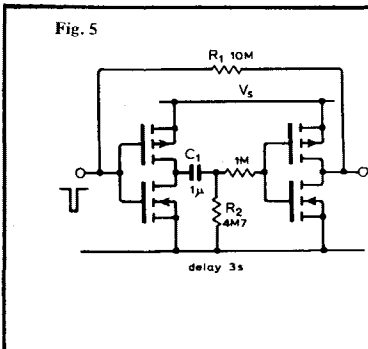 Fig. 5
R₁ 10M
Vs
C₁
1μ
1M
R₂
4M7
delay 3s